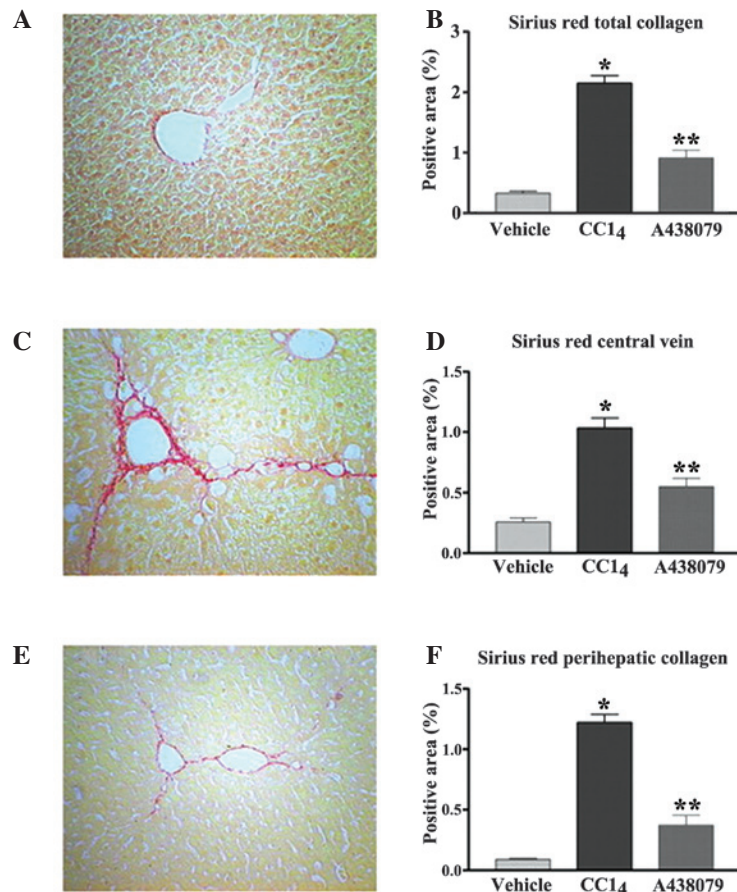 A
B
Sirius red total collagen
Positive area (%)
3
2
1
0
*
**
Vehicle
CC1₄
A438079
C
D
Sirius red central vein
Positive area (%)
1.5
1.0
0.5
0.0
*
**
Vehicle
CC1₄
A438079
E
F
Sirius red perihepatic collagen
Positive area (%)
1.5
1.0
0.5
0.0
*
**
Vehicle
CC1₄
A438079